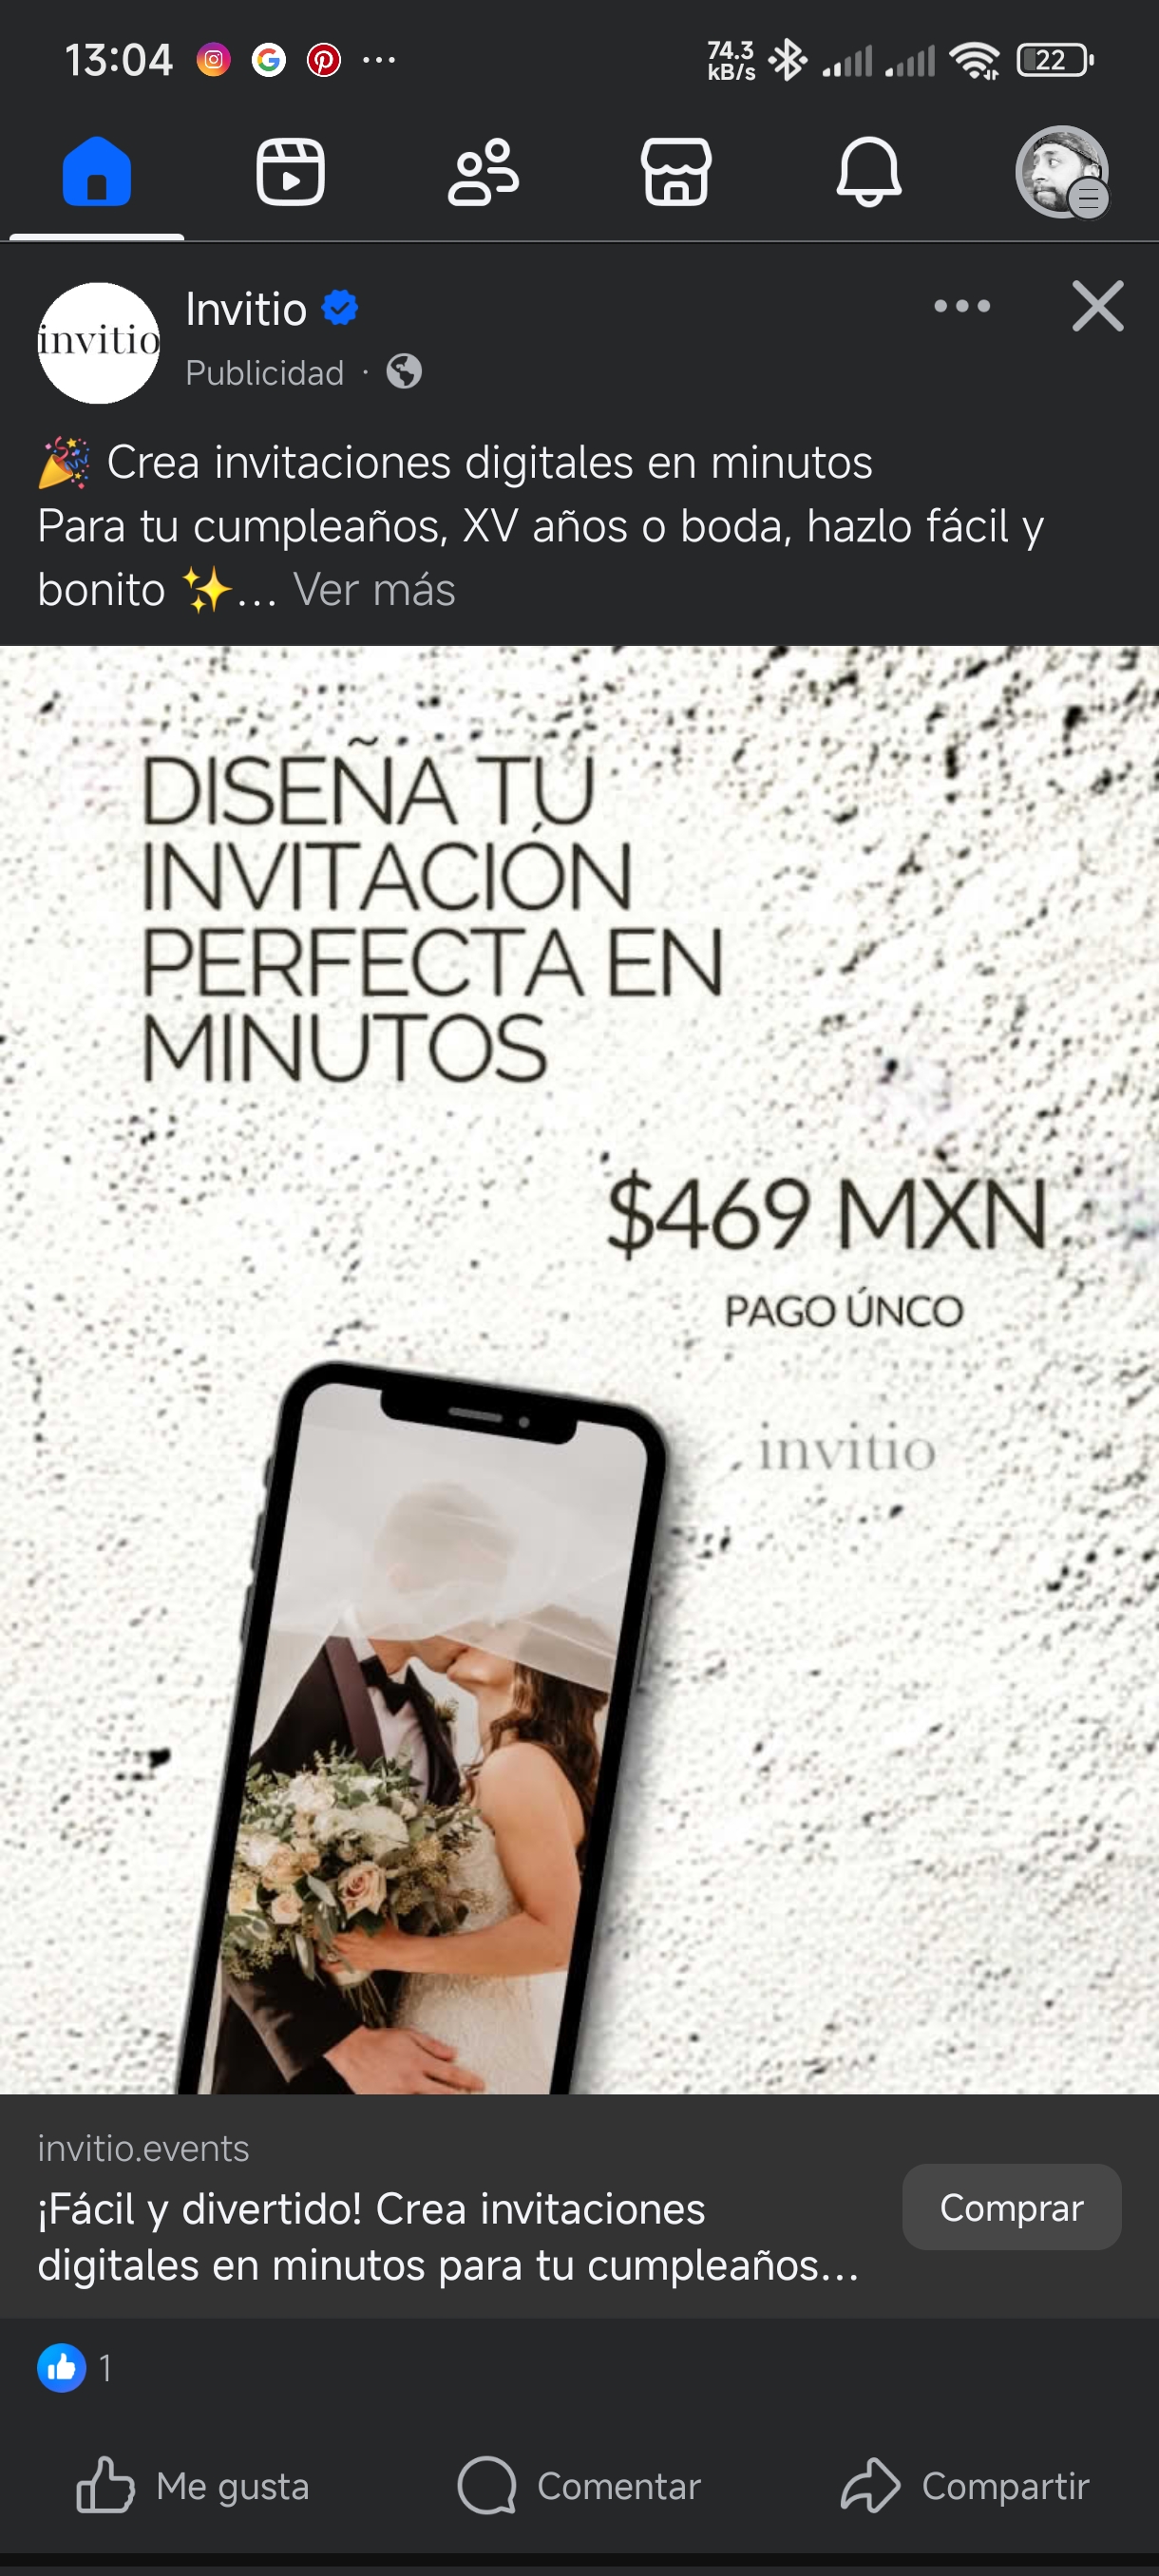 13:04
74.3
kB/s
22
invitio
Invitio
Publicidad ·
🎉 Crea invitaciones digitales en minutos
Para tu cumpleaños, XV años o boda, hazlo fácil y
bonito ✨... Ver más
DISEÑA TU
INVITACIÓN
PERFECTA EN
MINUTOS
$469 MXN
PAGO ÚNCO
invitio
invitio.events
¡Fácil y divertido! Crea invitaciones
digitales en minutos para tu cumpleaños...
Comprar
1
Me gusta
Comentar
Compartir